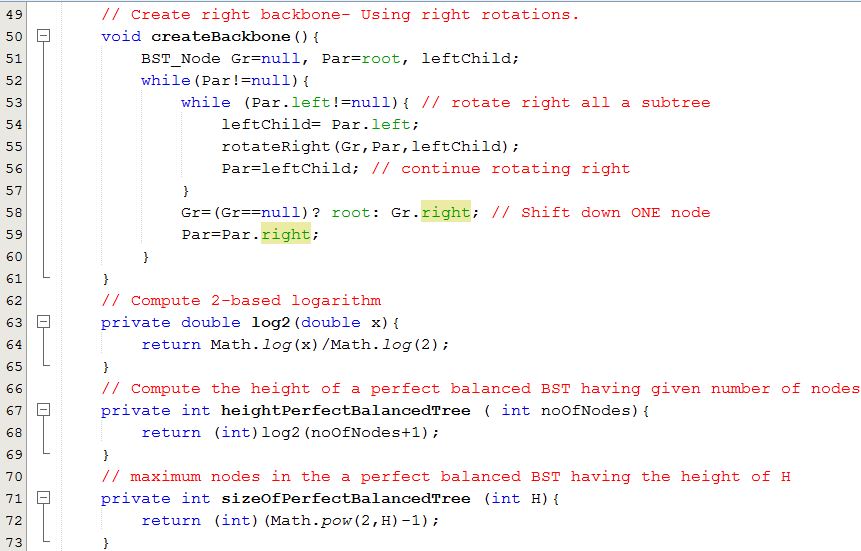 49 // Create right backbone- Using right rotations.
50 void createBackbone(){
51 BST_Node Gr=null, Par=root, leftChild;
52 while(Par!=null){
53 while (Par.left!=null){ // rotate right all a subtree
54 leftChild= Par.left;
55 rotateRight(Gr,Par,leftChild);
56 Par=leftChild; // continue rotating right
57 }
58 Gr=(Gr==null)? root: Gr.right; // Shift down ONE node
59 Par=Par.right;
60 }
61 }
62 // Compute 2-based logarithm
63 private double log2(double x){
64 return Math.log(x)/Math.log(2);
65 }
66 // Compute the height of a perfect balanced BST having given number of nodes
67 private int heightPerfectBalancedTree ( int noOfNodes){
68 return (int)log2(noOfNodes+1);
69 }
70 // maximum nodes in the a perfect balanced BST having the height of H
71 private int sizeOfPerfectBalancedTree (int H){
72 return (int)(Math.pow(2,H)-1);
73 }